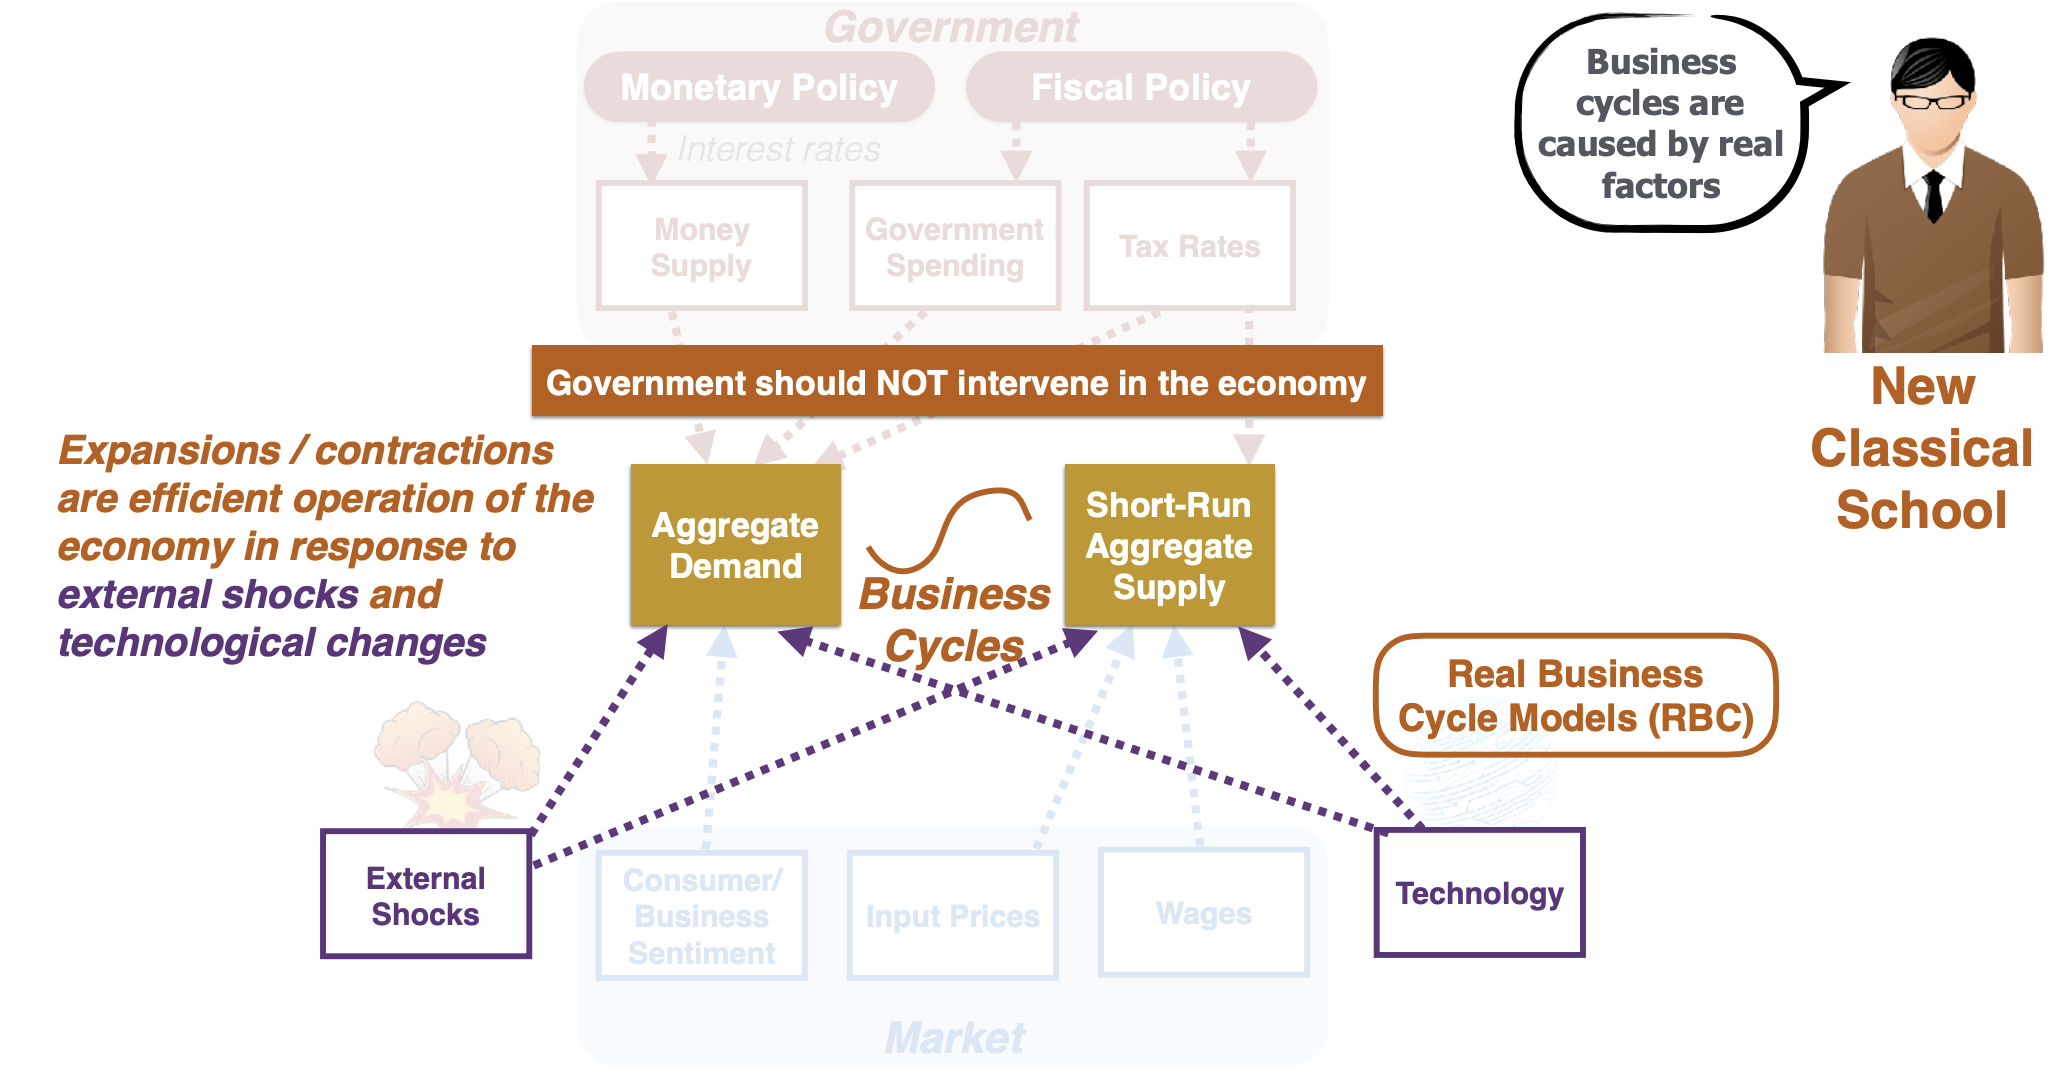 Government
Monetary Policy
Fiscal Policy
Interest rates
Money
Supply
Government
Spending
Tax Rates
Business
cycles are
caused by real
factors
New
Classical
School
Government should NOT intervene in the economy
Expansions / contractions
are efficient operation of the
economy in response to
external shocks and
technological changes
Aggregate
Demand
Business
Cycles
Short-Run
Aggregate
Supply
Real Business
Cycle Models (RBC)
External
Shocks
Consumer/
Business
Sentiment
Input Prices
Wages
Technology
Market